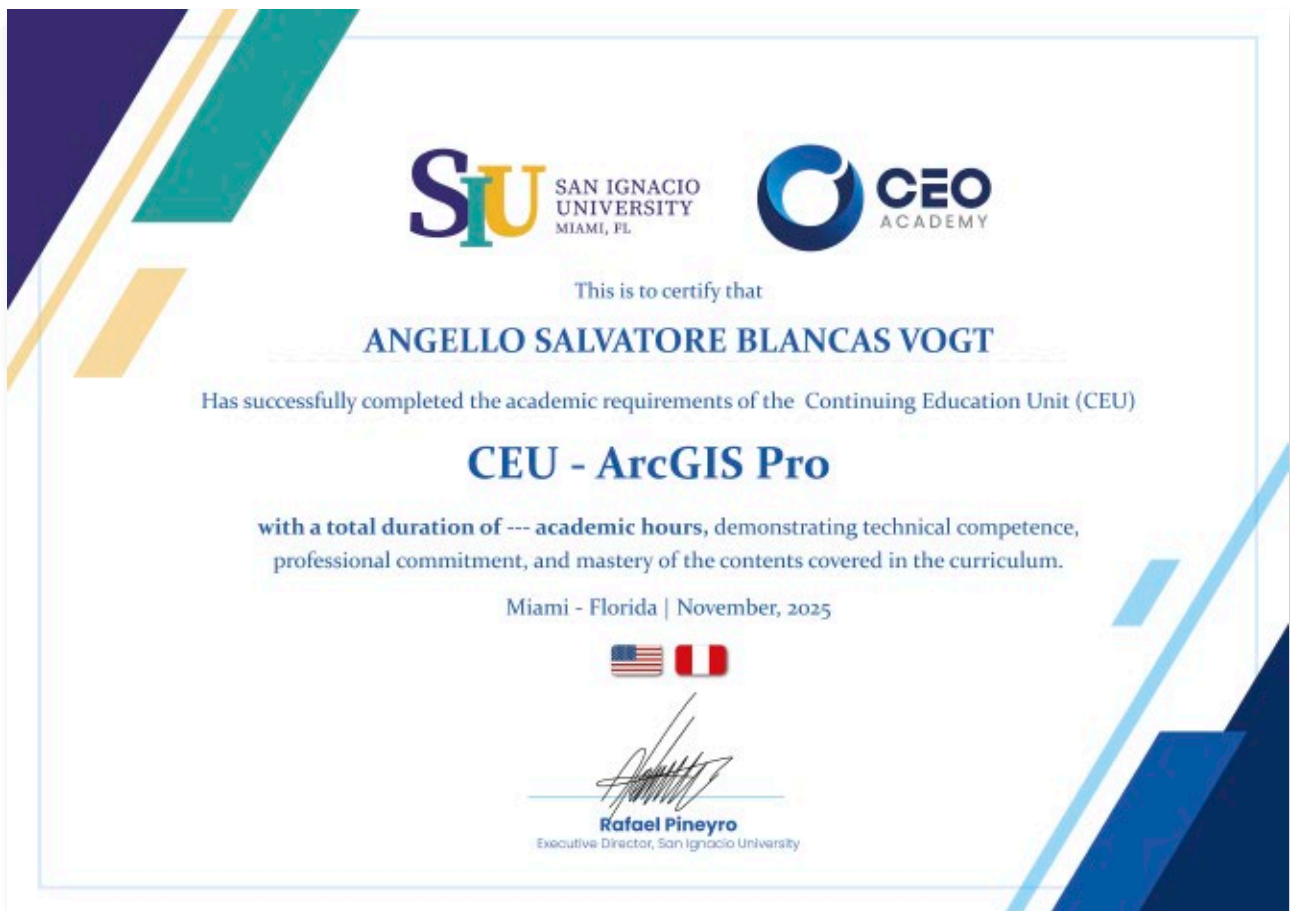 SIU
SAN IGNACIO
UNIVERSITY
MIAMI, FL
CEO
ACADEMY
This is to certify that
ANGELLO SALVATORE BLANCAS VOGT
Has successfully completed the academic requirements of the Continuing Education Unit (CEU)
CEU - ArcGIS Pro
with a total duration of --- academic hours, demonstrating technical competence,
professional commitment, and mastery of the contents covered in the curriculum.
Miami - Florida | November, 2025
Rafael Pineyro
Executive Director, San Ignacio University